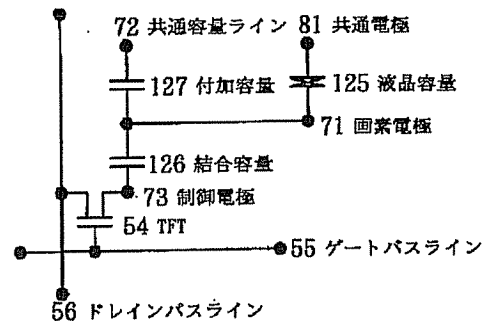 72 共通容量ライン 81 共通電極
127 付加容量 125 液晶容量
71 画素電極
126 結合容量
73 制御電極
54 TFT
55 ゲートバスライン
56 ドレインバスライン